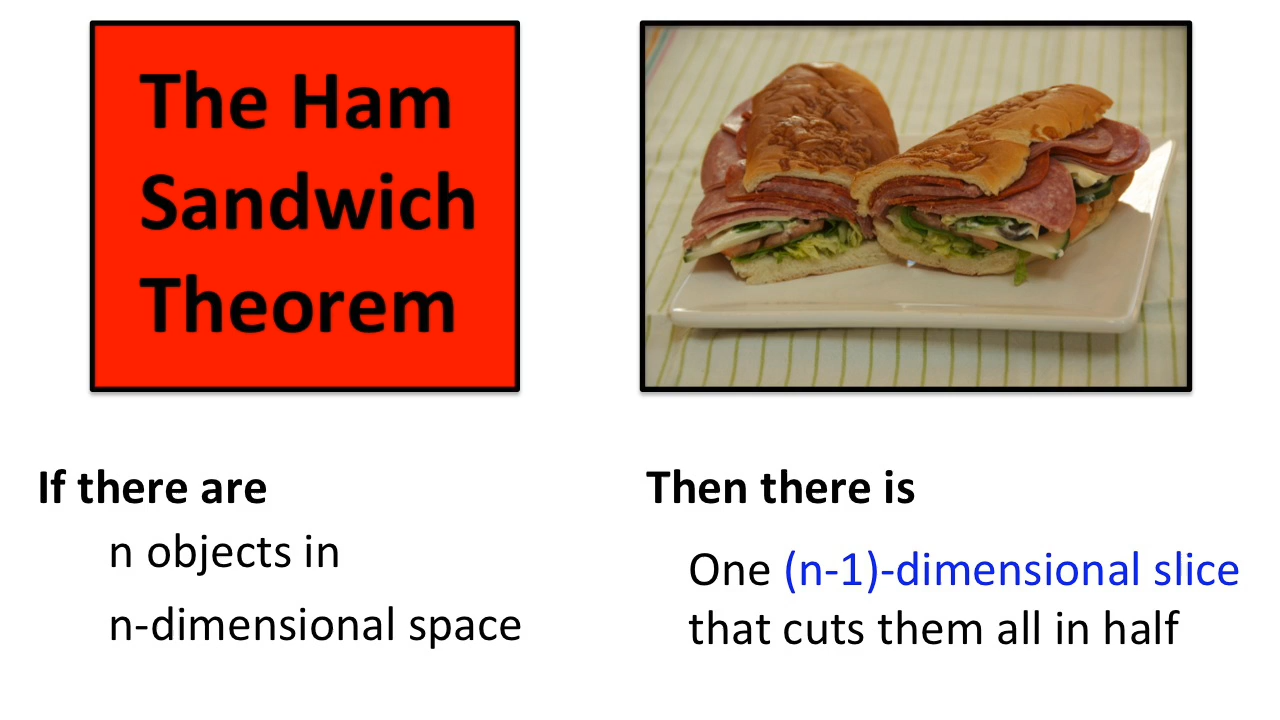 The Ham
Sandwich
Theorem
If there are
n objects in
n-dimensional space
Then there is
One (n-1)-dimensional slice
that cuts them all in half